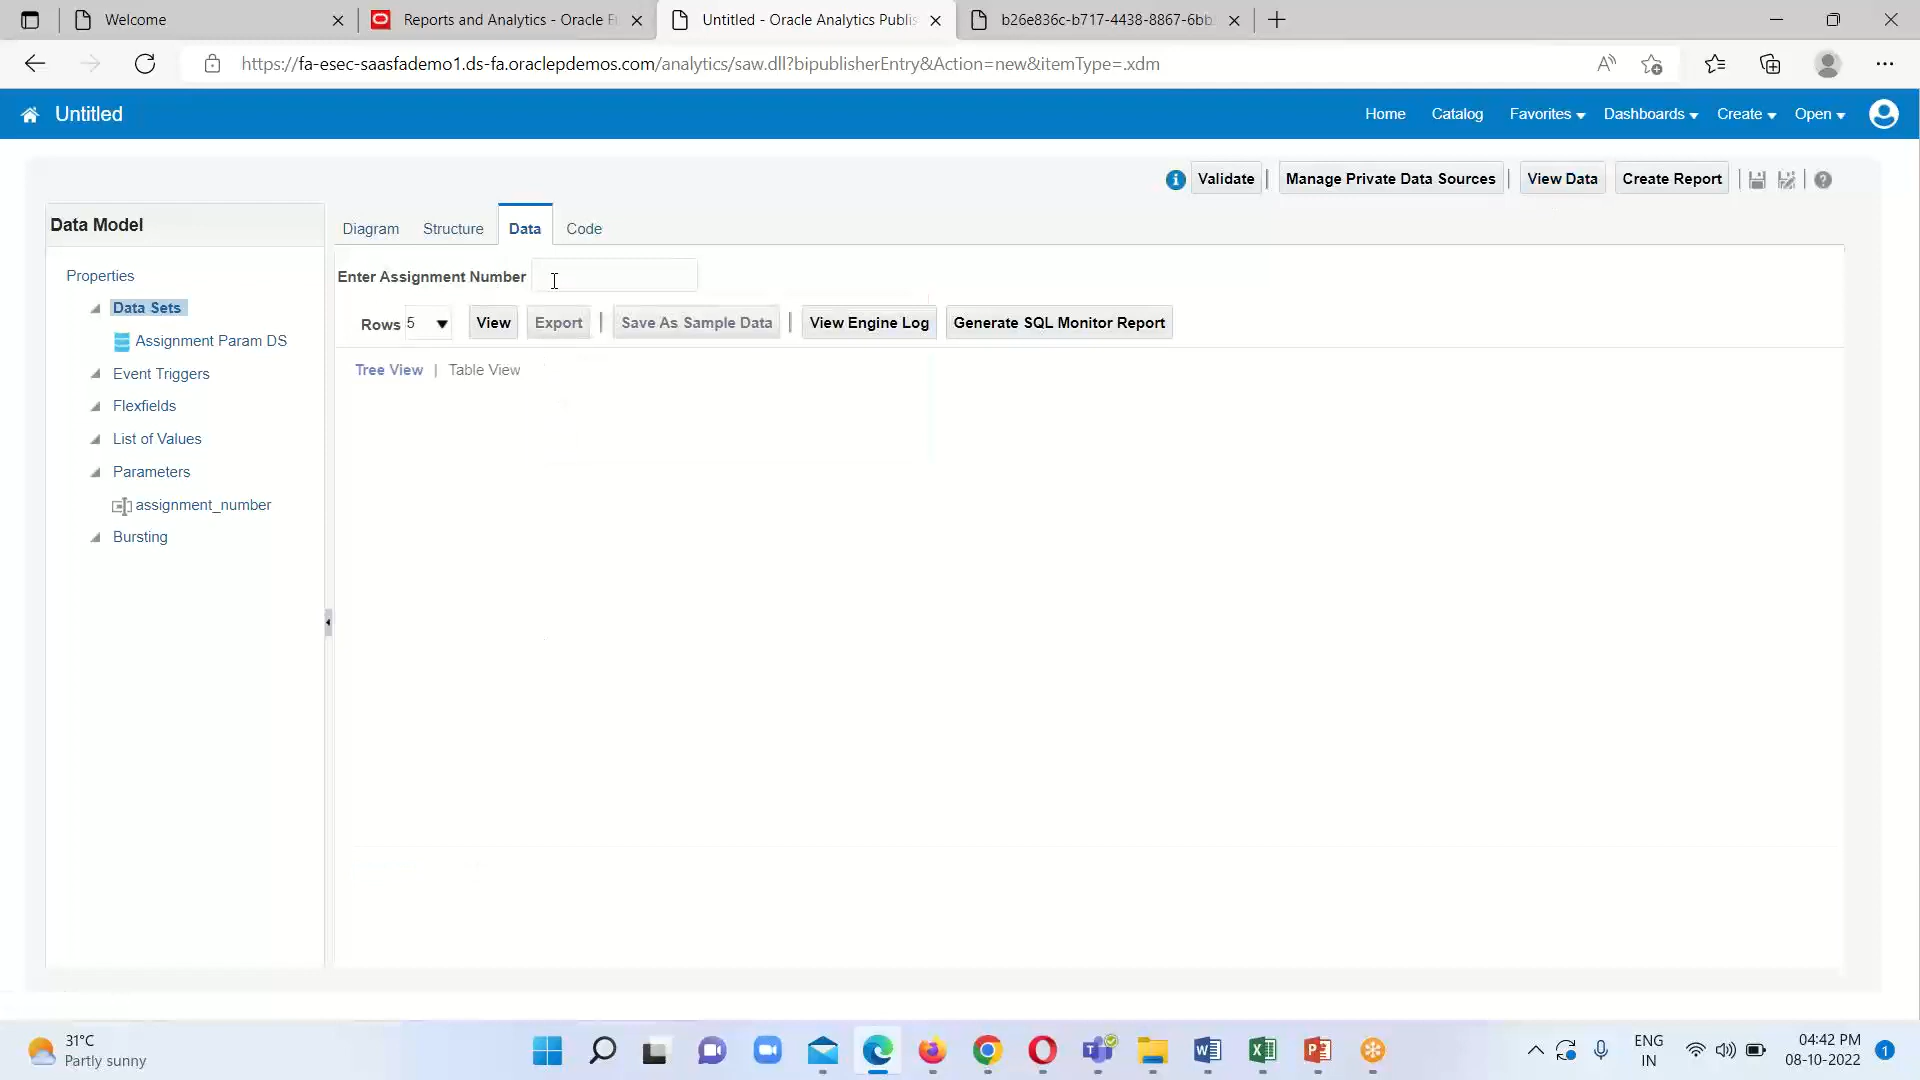 Welcome
Reports and Analytics - Oracle F
Untitled - Oracle Analytics Publis
b26e836c-b717-4438-8867-6bb
https://fa-esec-saasfademo1.ds-fa.oraclepdemos.com/analytics/saw.dll?bipublisherEntry&Action=new&itemType=.xdm
Untitled
Home Catalog Favorites Dashboards Create Open
Validate Manage Private Data Sources View Data Create Report
Data Model
Diagram Structure Data Code
Properties
Enter Assignment Number
Data Sets
Rows 5 View Export Save As Sample Data View Engine Log Generate SQL Monitor Report
Assignment Param DS
Tree View | Table View
Event Triggers
Flexfields
List of Values
Parameters
assignment_number
Bursting
31°C
Partly sunny
ENG
IN
04:42 PM
08-10-2022
1